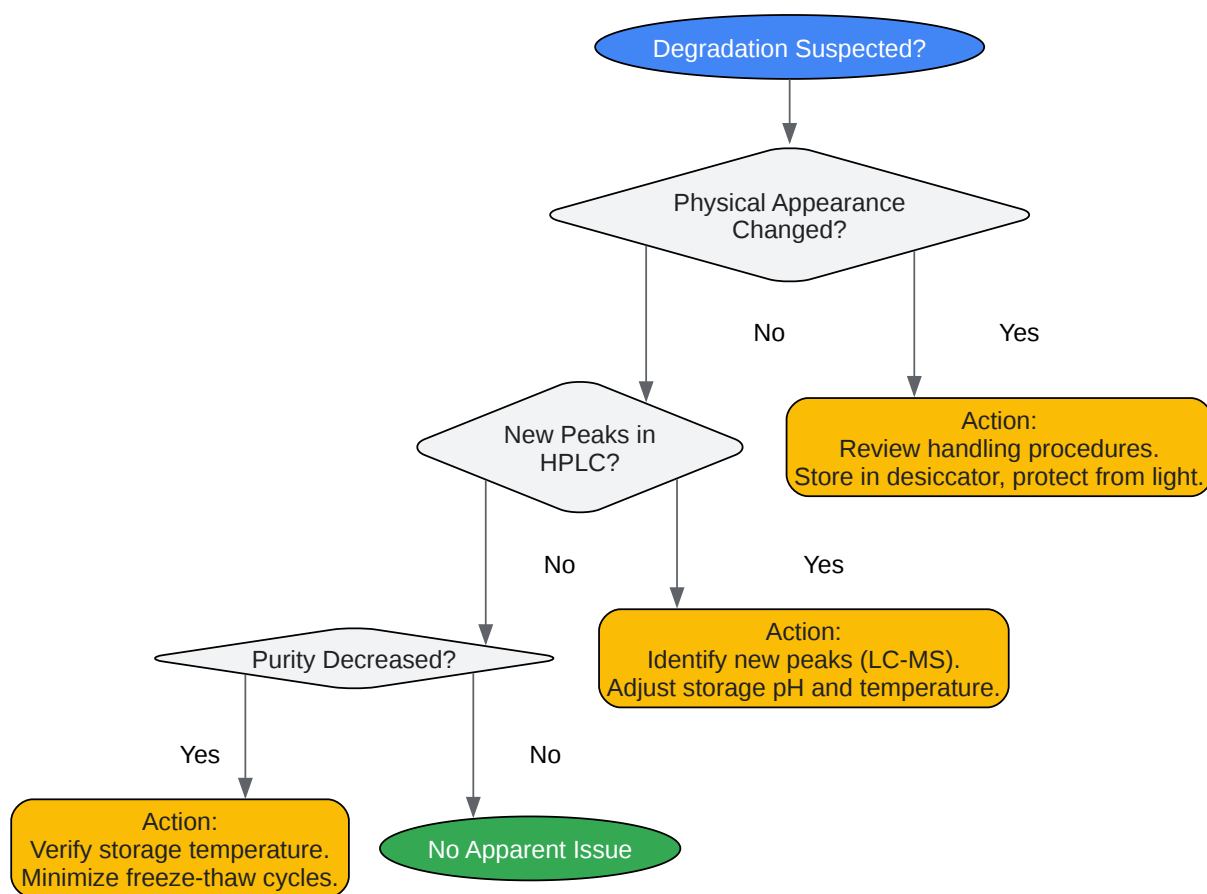 Degradation Suspected?
Physical Appearance
Changed?
No
Yes
New Peaks in
HPLC?
Action:
Review handling procedures.
Store in desiccator, protect from light.
No
Yes
Purity Decreased?
Action:
Identify new peaks (LC-MS).
Adjust storage pH and temperature.
Yes
No
Action:
Verify storage temperature.
Minimize freeze-thaw cycles.
No Apparent Issue